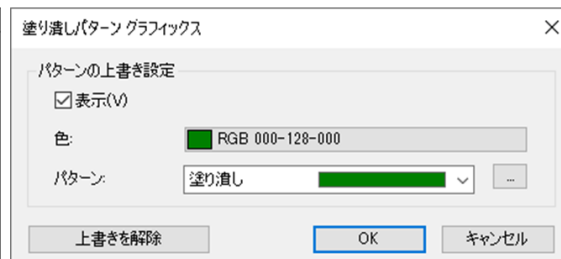 塗り潰しパターン グラフィックス
パターンの上書き設定
表示(V)
色:
RGB 000-128-000
パターン:
塗り潰し
...
上書きを解除
OK
キャンセル